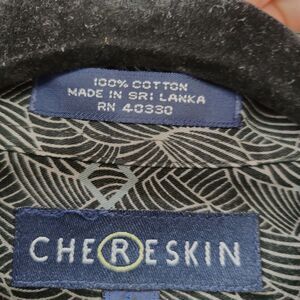 100% COTTON
MADE IN SRI LANKA
RN 40330
CHERESKIN